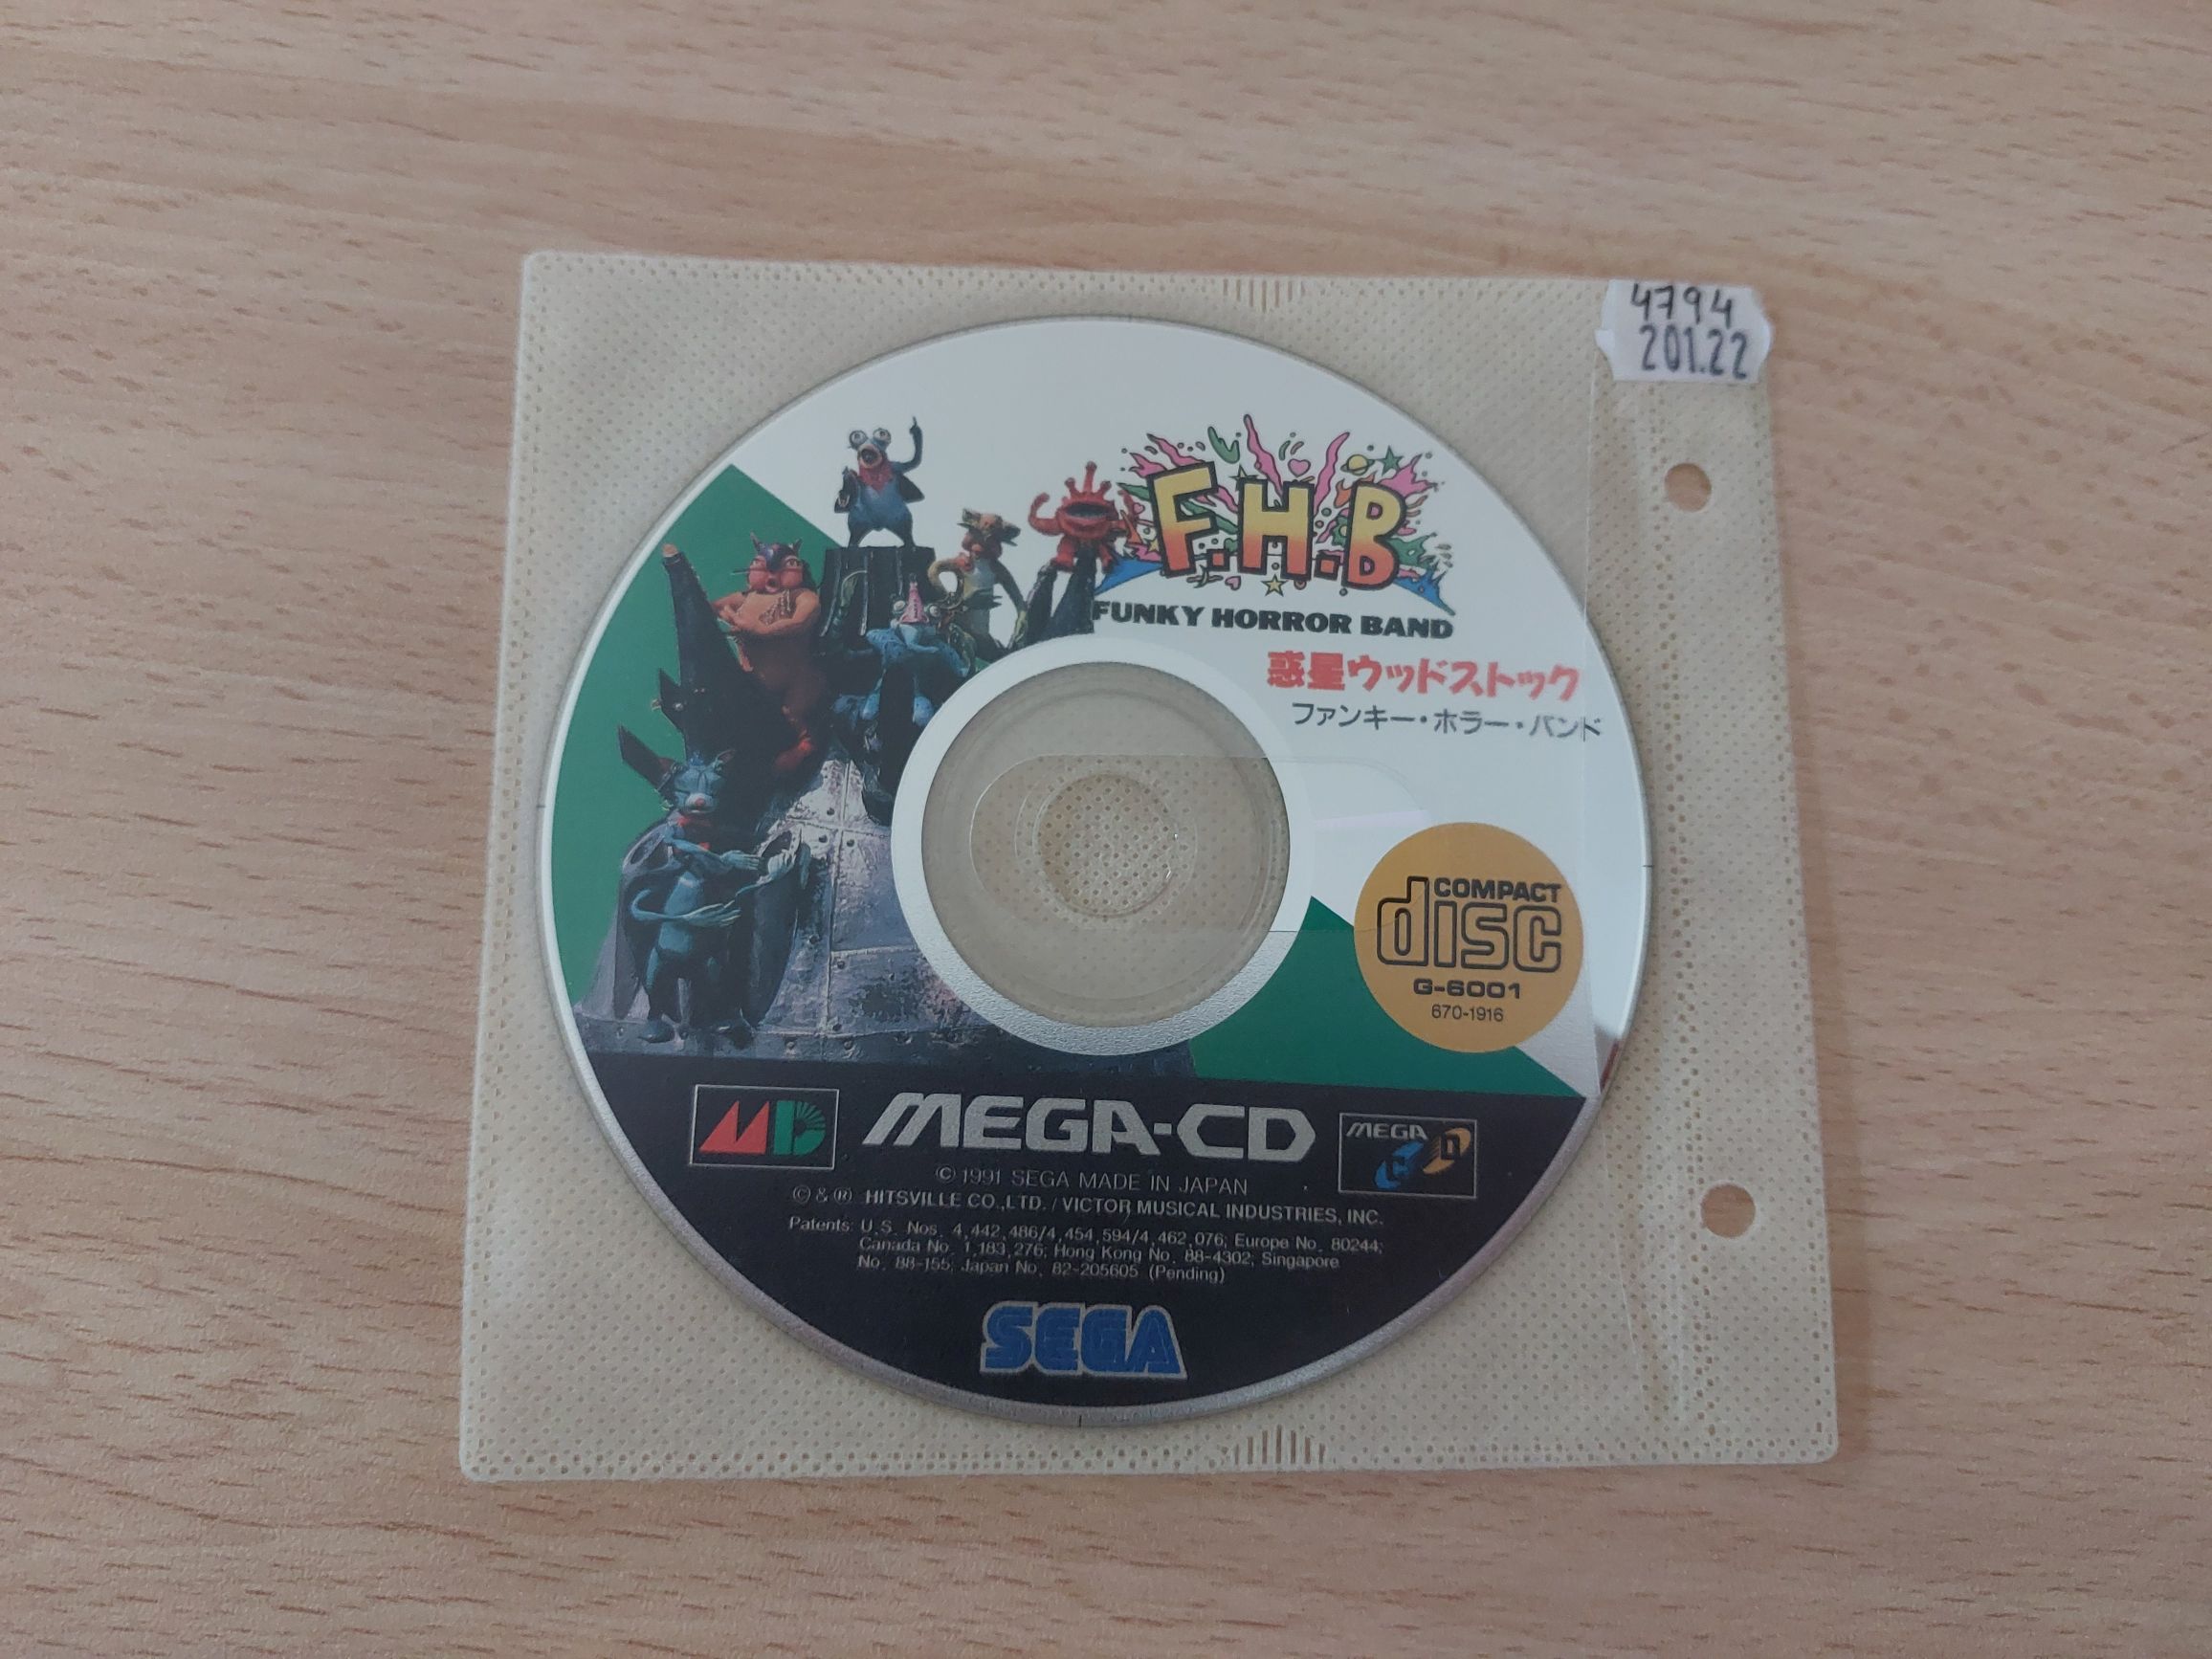 4794
201.22
F.H.B
FUNKY HORROR BAND
惑星ウッドストック
ファンキー・ホラー・バンド
COMPACT
disc
G-6001
670-1916
MD
MEGA-CD
MEGA
CD
© 1991 SEGA MADE IN JAPAN
© & ® HITSVILLE CO.,LTD. / VICTOR MUSICAL INDUSTRIES, INC.
Patents: U.S. Nos. 4,442,486/4,454,594/4,462,076; Europe No. 80244;
Canada No. 1,183,276; Hong Kong No. 88-4302; Singapore
No. 88-155; Japan No. 82-205605 (Pending)
SEGA